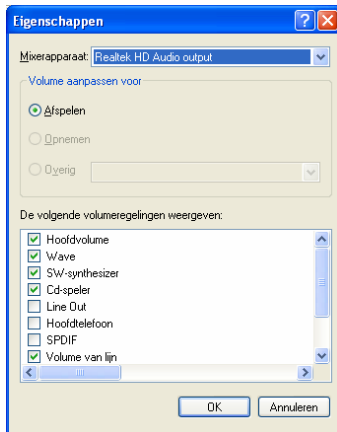 Eigenschappen
Mixerapparaat: Realtek HD Audio output
Volume aanpassen voor
Afspelen
Opnemen
Overig
De volgende volumeregelingen weergeven:
Hoofdvolume
Wave
SW-synthesizer
Cd-speler
Line Out
Hoofdtelefoon
SPDIF
Volume van lijn
OK Annuleren